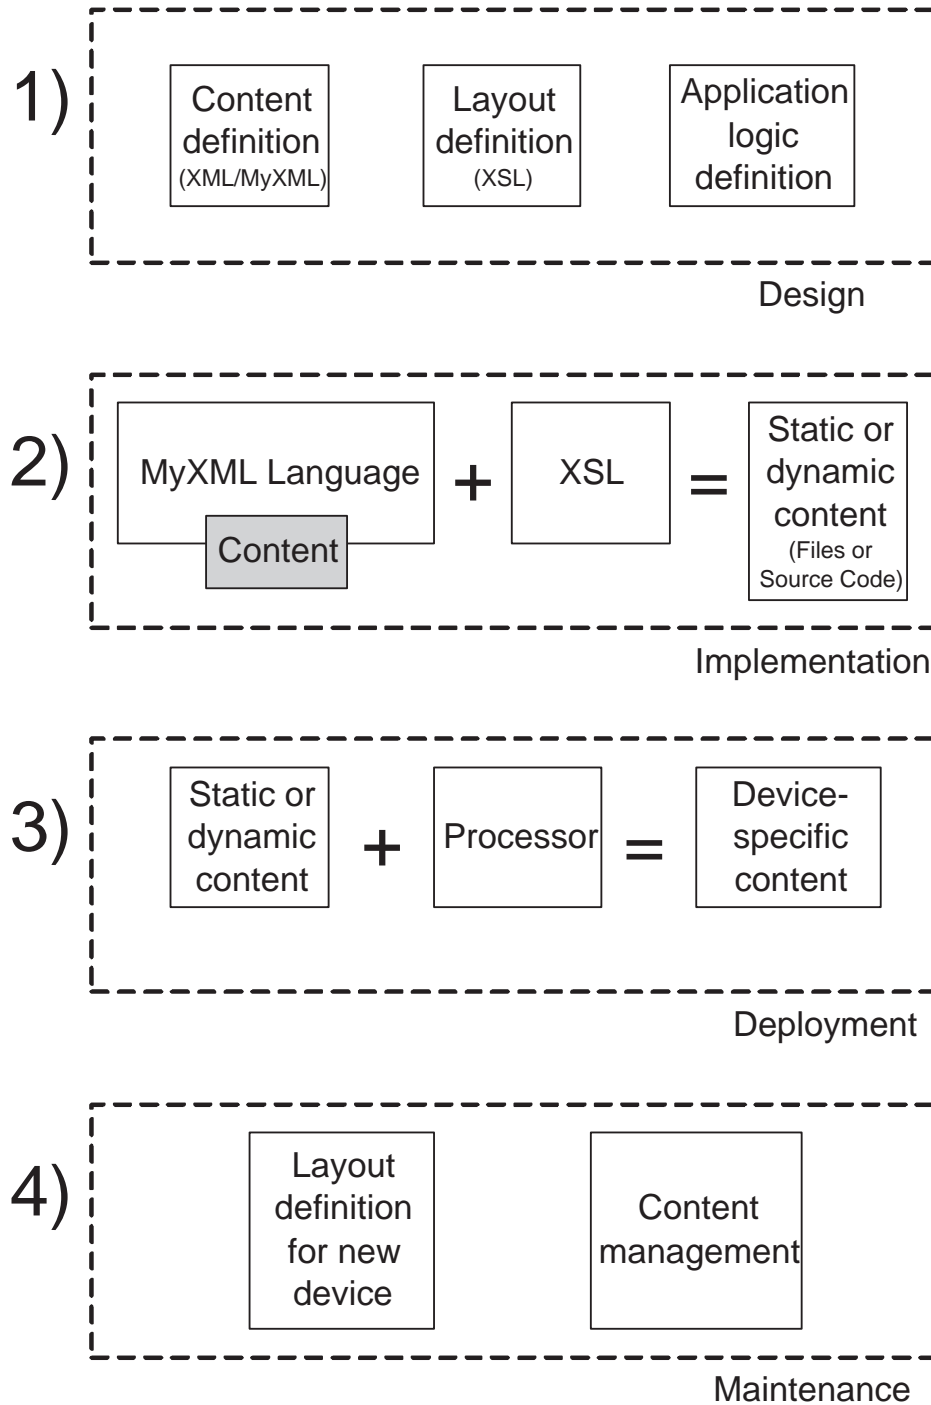 1)
Content
definition
(XML/MyXML)
Layout
definition
(XSL)
Application
logic
definition
Design
2)
MyXML Language
Content
+
XSL
=
Static or
dynamic
content
(Files or
Source Code)
Implementation
3)
Static or
dynamic
content
+
Processor
=
Device-
specific
content
Deployment
4)
Layout
definition
for new
device
Content
management
Maintenance